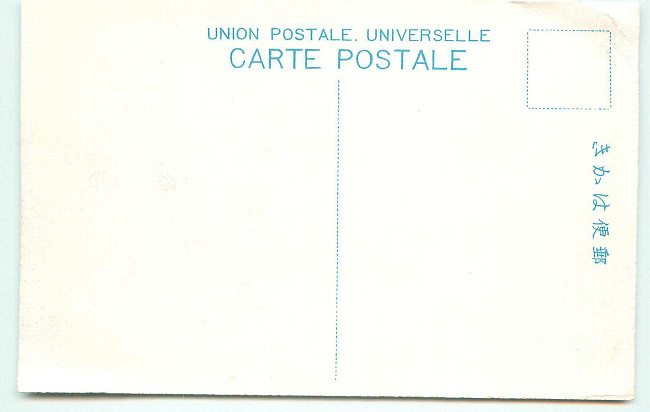 UNION POSTALE. UNIVERSELLE
CARTE POSTALE
郵便はかき